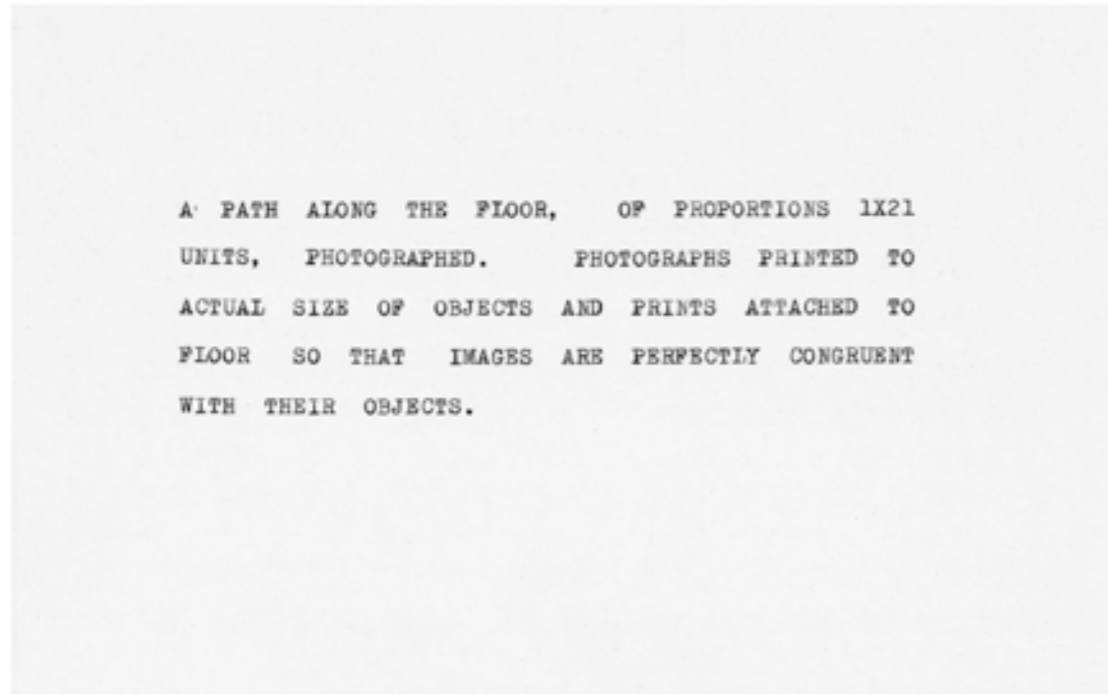 A PATH ALONG THE FLOOR, OF PROPORTIONS 1X21
UNITS, PHOTOGRAPHED. PHOTOGRAPHS PRINTED TO
ACTUAL SIZE OF OBJECTS AND PRINTS ATTACHED TO
FLOOR SO THAT IMAGES ARE PERFECTLY CONGRUENT
WITH THEIR OBJECTS.